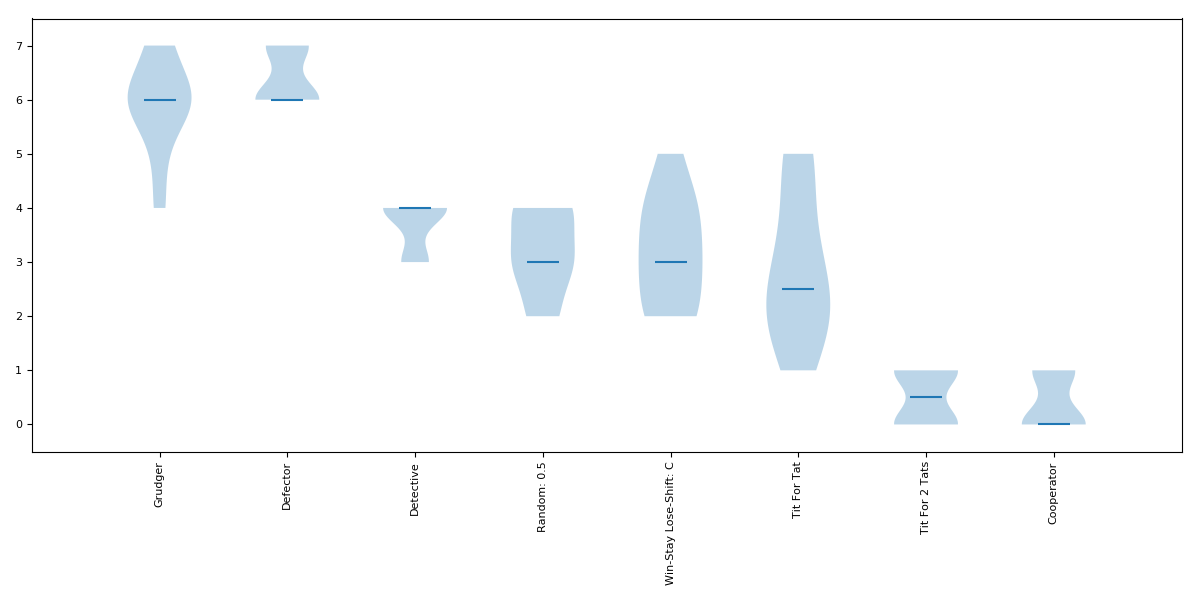 7
6
5
4
3
2
1
0
Grudger
Defector
Detective
Random: 0.5
Win-Stay Lose-Shift: C
Tit For Tat
Tit For 2 Tats
Cooperator